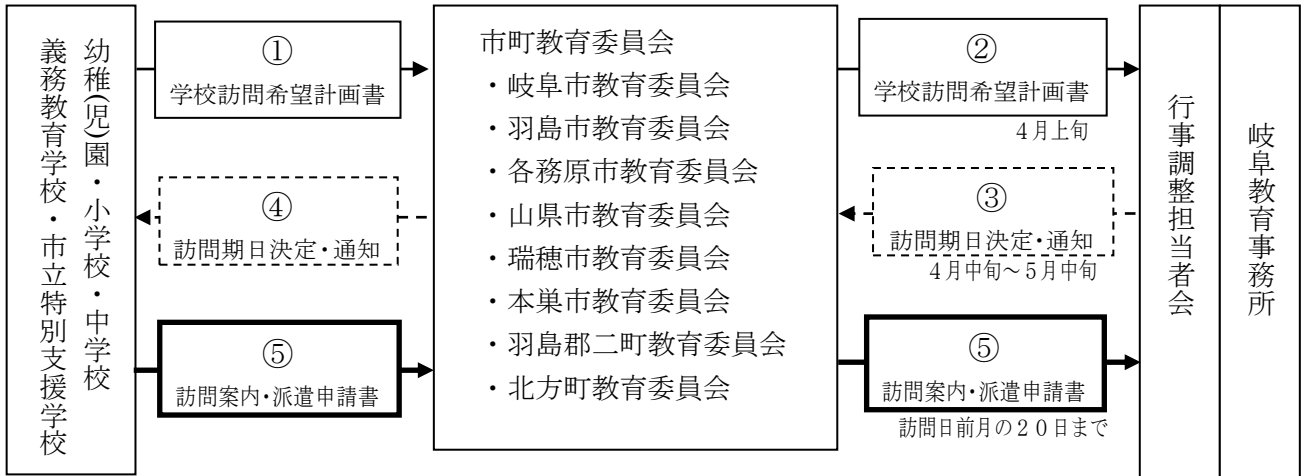 幼稚(児)園・小学校・中学校
義務教育学校・市立特別支援学校
①
学校訪問希望計画書
④
訪問期日決定・通知
⑤
訪問案内・派遣申請書
市町教育委員会
・岐阜市教育委員会
・羽島市教育委員会
・各務原市教育委員会
・山県市教育委員会
・瑞穂市教育委員会
・本巣市教育委員会
・羽島郡二町教育委員会
・北方町教育委員会
②
学校訪問希望計画書
4月上旬
③
訪問期日決定・通知
4月中旬～5月中旬
⑤
訪問案内・派遣申請書
訪問日前月の20日まで
行事調整担当者会
岐阜教育事務所